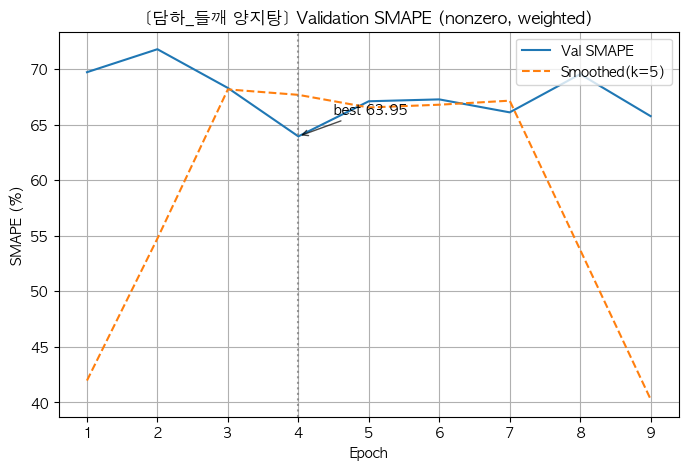 [담하_들깨 양지탕] Validation SMAPE (nonzero, weighted)
Val SMAPE
Smoothed(k=5)
best 63.95
SMAPE (%)
70
65
60
55
50
45
40
1 2 3 4 5 6 7 8 9
Epoch